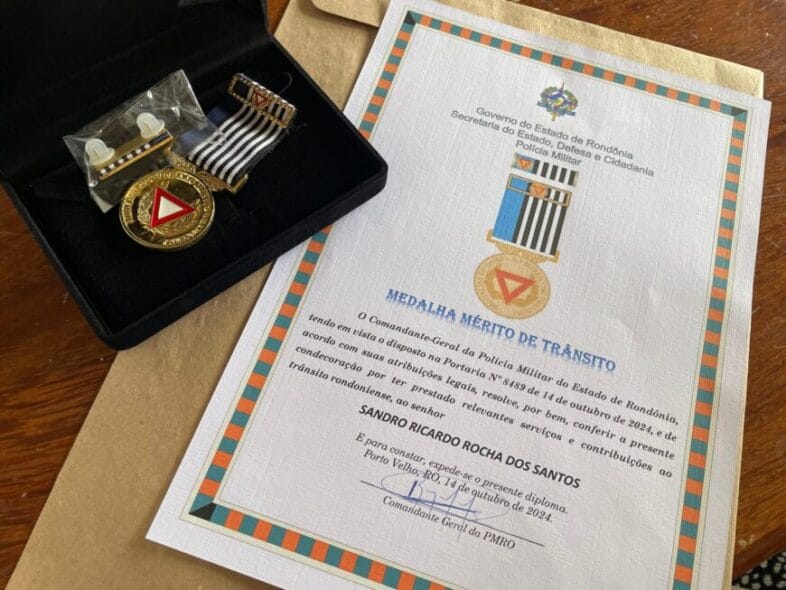 Governo do Estado de Rondônia
Secretaria do Estado, Defesa e Cidadania
Polícia Militar
MEDALHA MÉRITO DE TRÂNSITO
O Comandante-Geral da Polícia Militar do Estado de Rondônia,
tendo em vista o disposto na Portaria Nº 8489 de 14 de outubro de 2024, e de
acordo com suas atribuições legais, resolve, por bem, conferir a presente
condecoração por ter prestado relevantes serviços e contribuições ao
trânsito rondoniense, ao senhor
SANDRO RICARDO ROCHA DOS SANTOS
E para constar, expede-se o presente diploma.
Porto Velho, RO, 14 de outubro de 2024.
Comandante Geral da PMRO